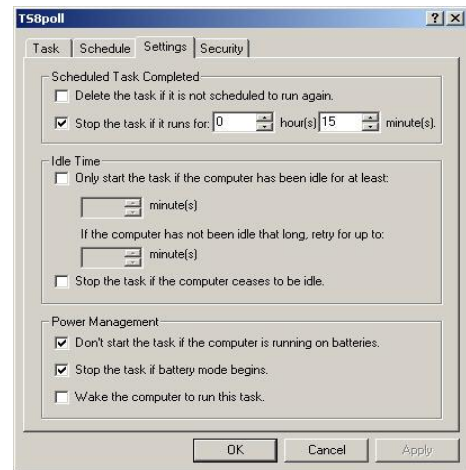 TS8poll
Task Schedule Settings Security
Scheduled Task Completed
Delete the task if it is not scheduled to run again.
Stop the task if it runs for: 0 hour(s) 15 minute(s).
Idle Time
Only start the task if the computer has been idle for at least:
minute(s)
If the computer has not been idle that long, retry for up to:
minute(s)
Stop the task if the computer ceases to be idle.
Power Management
Don't start the task if the computer is running on batteries.
Stop the task if battery mode begins.
Wake the computer to run this task.
OK Cancel Apply